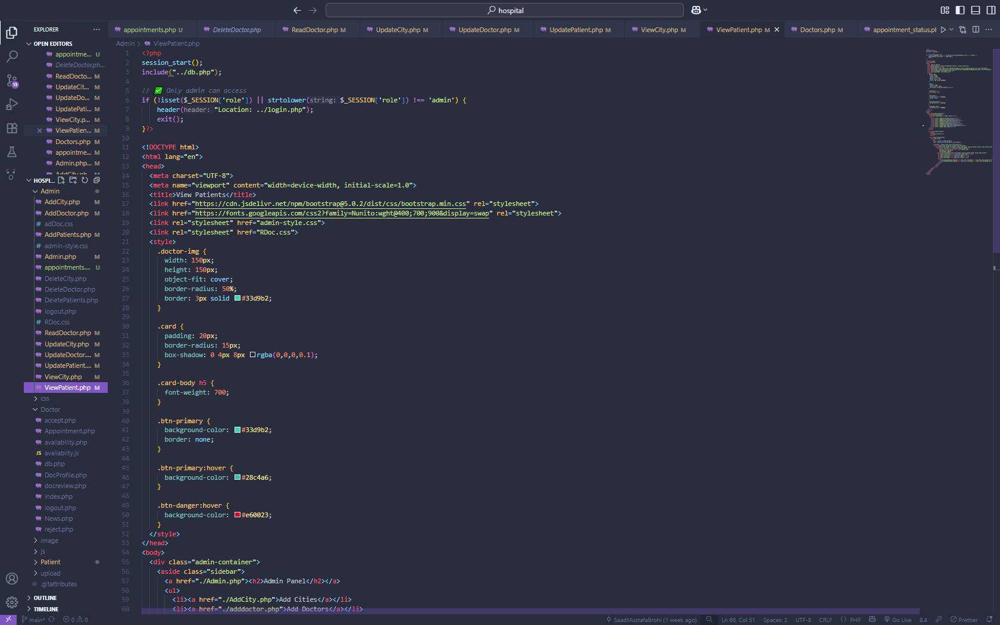 hospital
EXPLORER
OPEN EDITORS
appointme... U
DeleteDoctor.ph...
ReadDocto... M
UpdateCit... M
UpdateDo... M
UpdatePati... M
ViewCity.p... M
ViewPatien... M
Doctors.php M
appointme... M
Admin.php... M
HOSPI...
Admin
AddCity.php M
AddDoctor.php M
# adDoc.css
AddPatients.php M
# admin-style.css
Admin.php M
appointments.... U
DeleteCity.php
DeleteDoctor.php
DeletePatients.php
logout.php
# RDoc.css
ReadDoctor.php M
UpdateCity.php M
UpdateDoctor.... M
UpdatePatient.... M
ViewCity.php M
ViewPatient.php M
css
Doctor
accept.php
Appointment.php
availability.php
JS availabilty.js
db.php
DocProfile.php
docreview.php
index.php
logout.php
News.php
reject.php
image
js
Patient
upload
.gitattributes
OUTLINE
TIMELINE
13
appointments.php U
DeleteDoctor.php
ReadDoctor.php M
UpdateCity.php M
UpdateDoctor.php M
UpdatePatient.php M
ViewCity.php M
ViewPatient.php M
Doctors.php M
appointment_status.pl
Admin > ViewPatient.php
1 <?php
2 session_start();
3 include("../db.php");
4
5 // ✅ Only admin can access
6 if (!isset($_SESSION['role']) || strtolower(string: $_SESSION['role']) !== 'admin') {
7 header(header: "Location: ../login.php");
8 exit();
9 }?>
10
11 <!DOCTYPE html>
12 <html lang="en">
13 <head>
14 <meta charset="UTF-8">
15 <meta name="viewport" content="width=device-width, initial-scale=1.0">
16 <title>View Patients</title>
17 <link href="https://cdn.jsdelivr.net/npm/bootstrap@5.0.2/dist/css/bootstrap.min.css" rel="stylesheet">
18 <link href="https://fonts.googleapis.com/css2?family=Nunito:wght@400;700;900&display=swap" rel="stylesheet">
19 <link rel="stylesheet" href="admin-style.css">
20 <link rel="stylesheet" href="RDoc.css">
21 <style>
22 .doctor-img {
23 width: 150px;
24 height: 150px;
25 object-fit: cover;
26 border-radius: 50%;
27 border: 3px solid #33d9b2;
28 }
29
30 .card {
31 padding: 20px;
32 border-radius: 15px;
33 box-shadow: 0 4px 8px rgba(0,0,0,0.1);
34 }
35
36 .card-body h5 {
37 font-weight: 700;
38 }
39
40 .btn-primary {
41 background-color: #33d9b2;
42 border: none;
43 }
44
45 .btn-primary:hover {
46 background-color: #28c4a6;
47 }
48
49 .btn-danger:hover {
50 background-color: #e60023;
51 }
52 </style>
53 </head>
54 <body>
55 <div class="admin-container">
56 <aside class="sidebar">
57 <a href="./Admin.php"><h2>Admin Panel</h2></a>
58 <ul>
59 <li><a href="./AddCity.php">Add Cities</a></li>
60 <li><a href="./adddoctor.php">Add Doctors</a></li>
main*
0 0
SaadMustafaBrohi (1 week ago)
Ln 66, Col 51
Spaces: 2
UTF-8
CRLF
{ } PHP
Go Live
8.4
Prettier